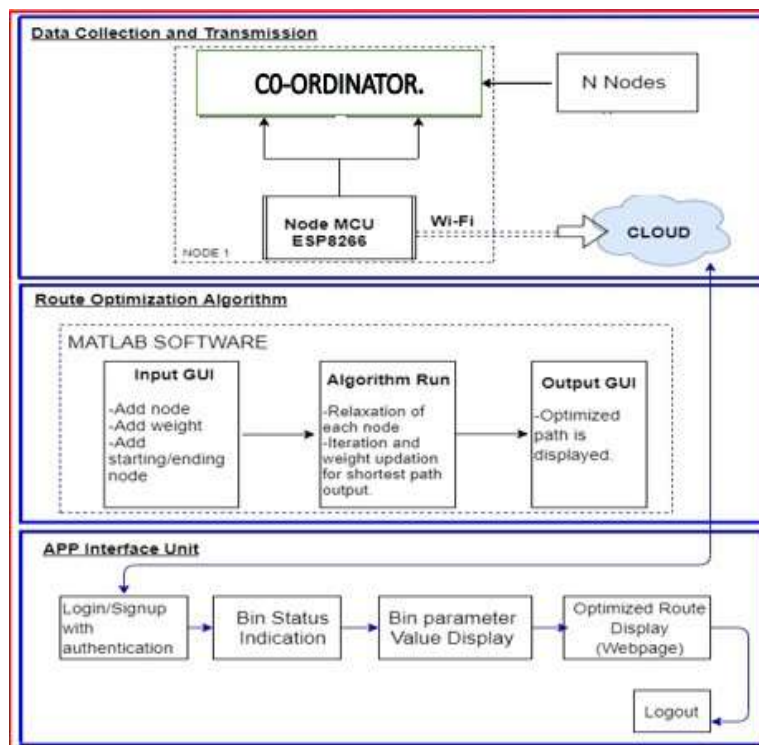 Data Collection and Transmission
C0-ORDINATOR.
N Nodes
Node MCU
ESP8266
NODE 1
Wi-Fi
CLOUD
Route Optimization Algorithm
MATLAB SOFTWARE
Input GUI
-Add node
-Add weight
-Add
starting/ending
node
Algorithm Run
-Relaxation of
each node
-Iteration and
weight updation
for shortest path
output.
Output GUI
-Optimized
path is
displayed.
APP Interface Unit
Login/Signup
with
authentication
Bin Status
Indication
Bin parameter
Value Display
Optimized Route
Display
(Webpage)
Logout